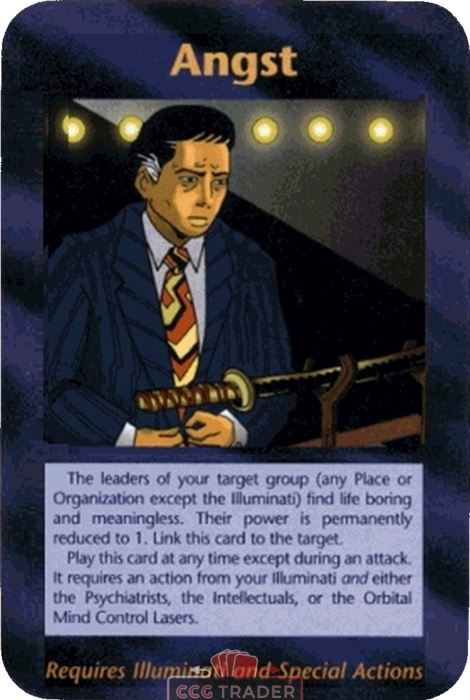 Angst
The leaders of your target group (any Place or
Organization except the Illuminati) find life boring
and meaningless. Their power is permanently
reduced to 1. Link this card to the target.
Play this card at any time except during an attack.
It requires an action from your Illuminati and either
the Psychiatrists, the Intellectuals, or the Orbital
Mind Control Lasers.
Requires Illuminati and Special Actions
CCG TRADER